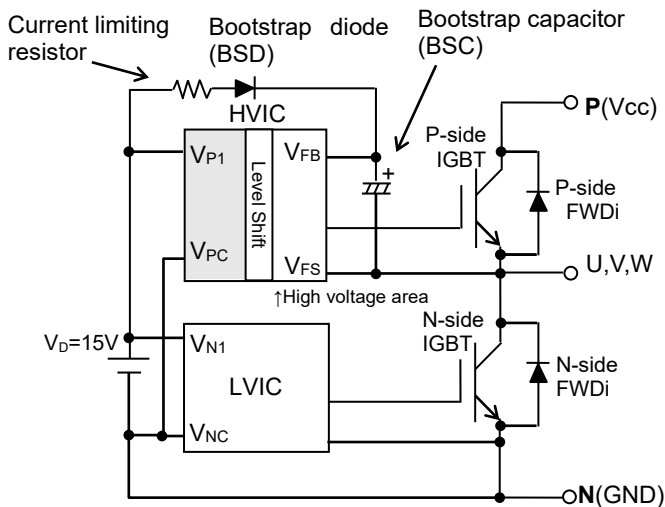 Current limiting
resistor
Bootstrap diode
(BSD)
Bootstrap capacitor
(BSC)
HVIC
P(Vcc)
P-side
IGBT
VP1
Level Shift
VFB
+
P-side
FWDi
VPC
VFS
U,V,W
↑High voltage area
N-side
IGBT
VD=15V
VN1
LVIC
N-side
FWDi
VNC
N(GND)